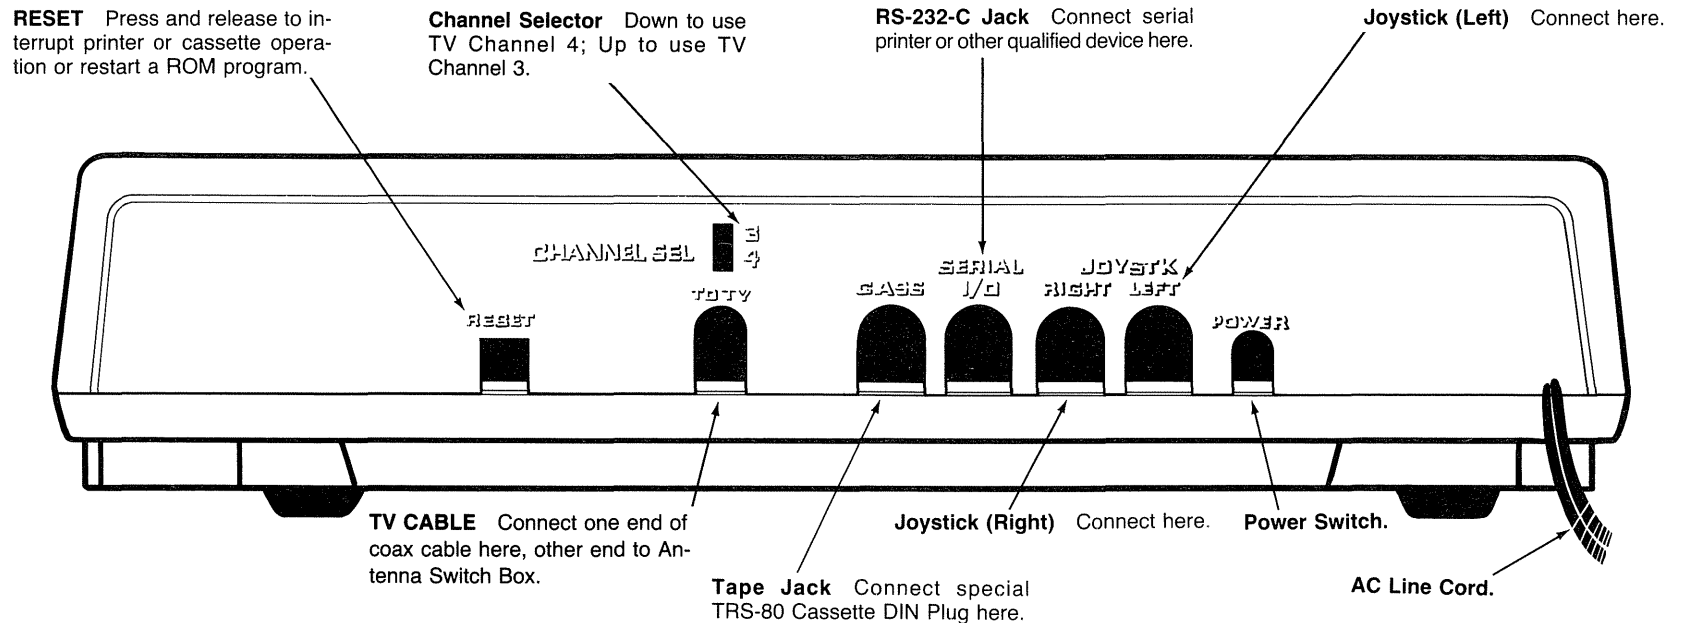 RESET Press and release to in-
terrupt printer or cassette opera-
tion or restart a ROM program.
Channel Selector Down to use
TV Channel 4; Up to use TV
Channel 3.
RS-232-C Jack Connect serial
printer or other qualified device here.
Joystick (Left) Connect here.
CHANNEL SEL
3
4
RESET
TO TV
CASS
SERIAL
I/O
JOYSTK
RIGHT LEFT
POWER
TV CABLE Connect one end of
coax cable here, other end to An-
tenna Switch Box.
Tape Jack Connect special
TRS-80 Cassette DIN Plug here.
Joystick (Right) Connect here.
Power Switch.
AC Line Cord.